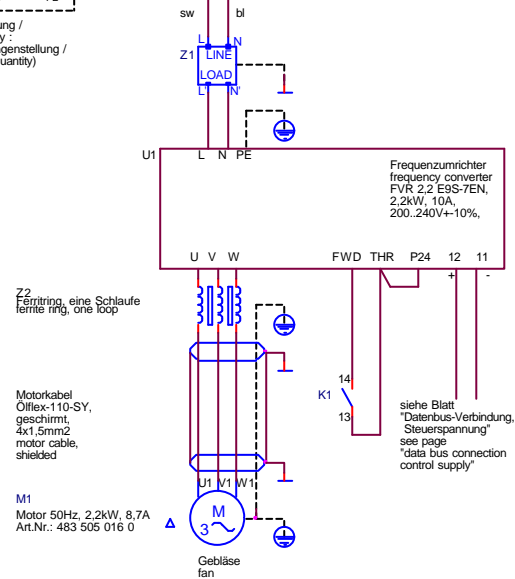 sw
bl
ung /
y :
ngenstellung /
quantity)
L
N
Z1
LINE
LOAD
L'
N'
U1
L
N
PE
Frequenzumrichter
frequency converter
FVR 2,2 E9S-7EN,
2,2kW, 10A,
200..240V+-10%,
U
V
W
FWD
THR
P24
12
11
+
-
Z2
Ferritring, eine Schlaufe
ferrite ring, one loop
14
K1
13
Motorkabel
Ölflex-110-SY,
geschirmt,
4x1,5mm2
motor cable,
shielded
siehe Blatt
"Datenbus-Verbindung,
Steuerspannung"
see page
"data bus connection
control supply"
U1
V1
W1
M1
Motor 50Hz, 2,2kW, 8,7A
Art.Nr.: 483 505 016 0
Δ
M
3
Gebläse
fan